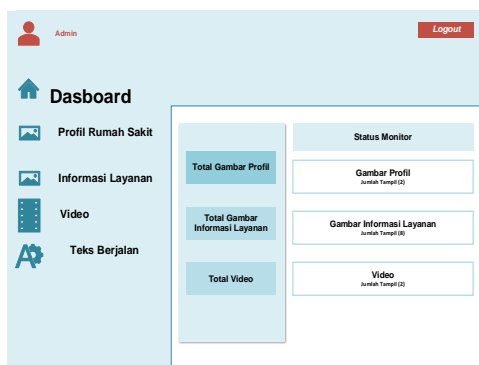 Admin
Logout
Dasboard
Profil Rumah Sakit
Informasi Layanan
Video
Teks Berjalan
Total Gambar Profil
Total Gambar
Informasi Layanan
Total Video
Status Monitor
Gambar Profil
Jumlah Tampil (2)
Gambar Informasi Layanan
Jumlah Tampil (8)
Video
Jumlah Tampil (2)